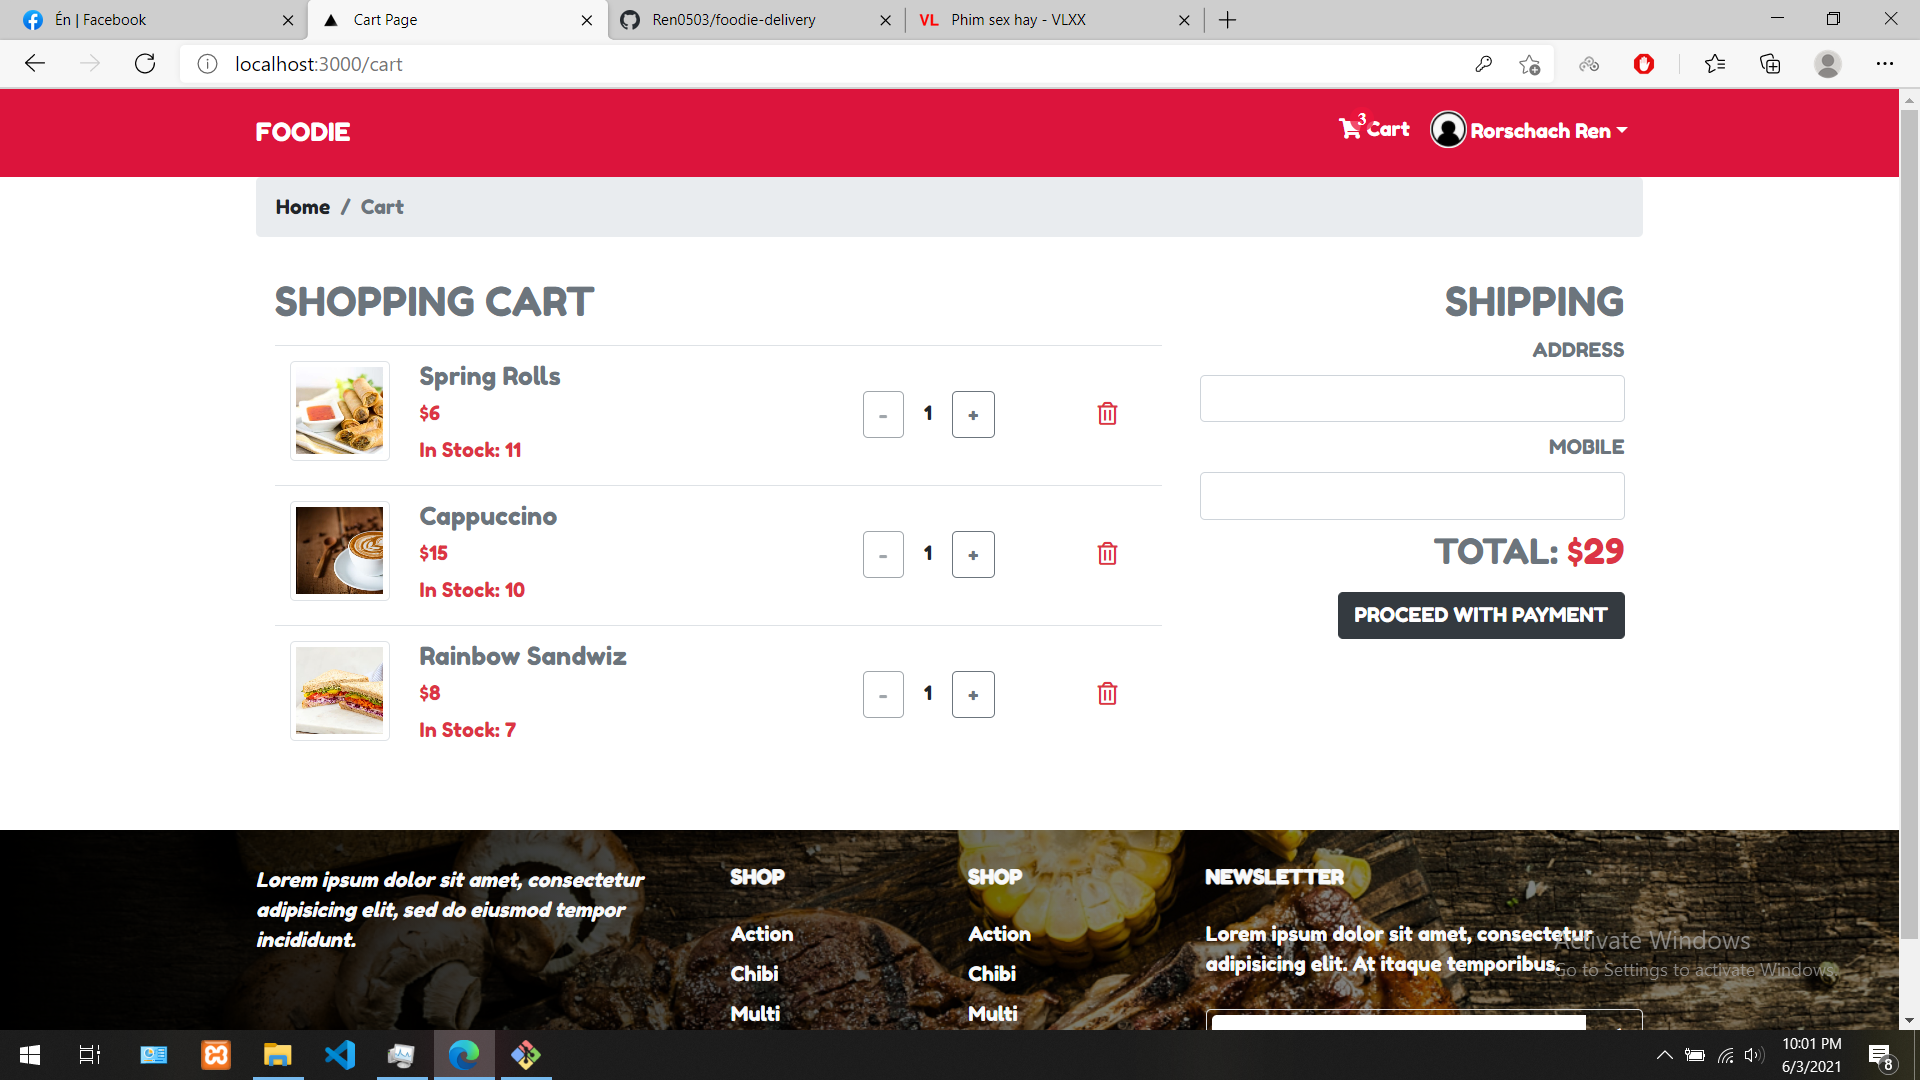 Én | Facebook
Cart Page
Ren0503/foodie-delivery
VL Phim sex hay - VLXX
localhost:3000/cart
FOODIE
3
Cart
Rorschach Ren
Home / Cart
SHOPPING CART
Spring Rolls
$6
In Stock: 11
- 1 +
Cappuccino
$15
In Stock: 10
- 1 +
Rainbow Sandwiz
$8
In Stock: 7
- 1 +
SHIPPING
ADDRESS
MOBILE
TOTAL: $29
PROCEED WITH PAYMENT
Lorem ipsum dolor sit amet, consectetur
adipisicing elit, sed do eiusmod tempor
incididunt.
SHOP
Action
Chibi
Multi
SHOP
Action
Chibi
Multi
NEWSLETTER
Lorem ipsum dolor sit amet, consectetur
adipisicing elit. At itaque temporibus.
Activate Windows
Go to Settings to activate Windows.
10:01 PM
6/3/2021
8